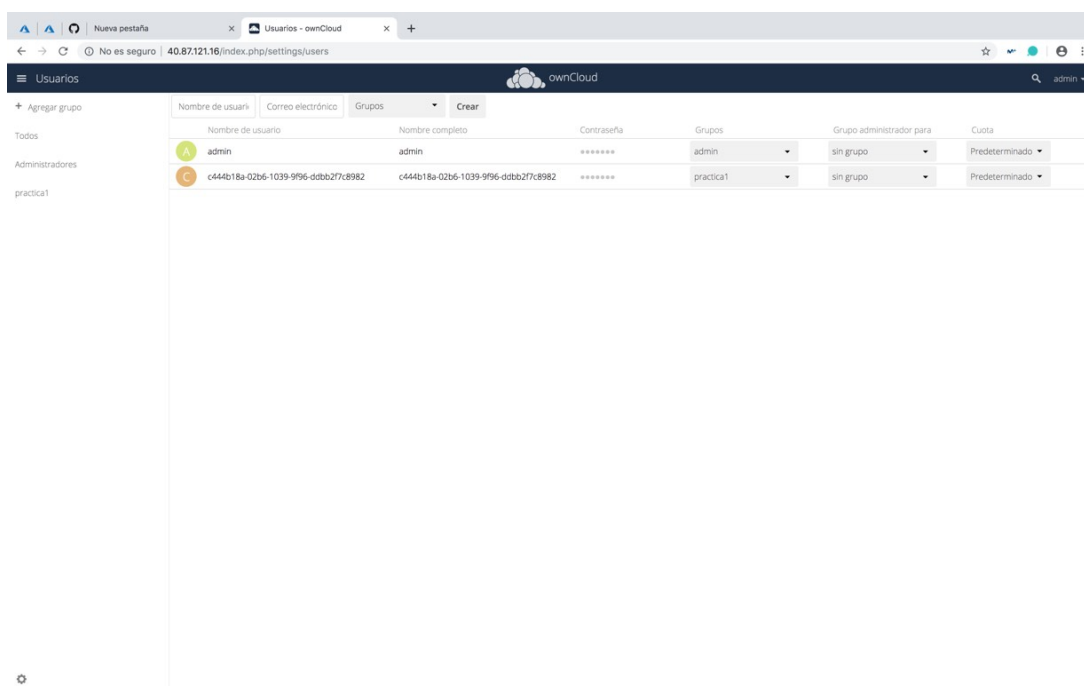 Nueva pestaña
Usuarios - ownCloud
No es seguro | 40.87.121.16/index.php/settings/users
Usuarios
ownCloud
admin
+ Agregar grupo
Todos
Administradores
practica1
Nombre de usuari
Correo electrónico
Grupos
Crear
Nombre de usuario Nombre completo Contraseña Grupos Grupo administrador para Cuota
A admin admin ●●●●●●● admin sin grupo Predeterminado
C c444b18a-02b6-1039-9f96-ddbb2f7c8982 c444b18a-02b6-1039-9f96-ddbb2f7c8982 ●●●●●●● practica1 sin grupo Predeterminado